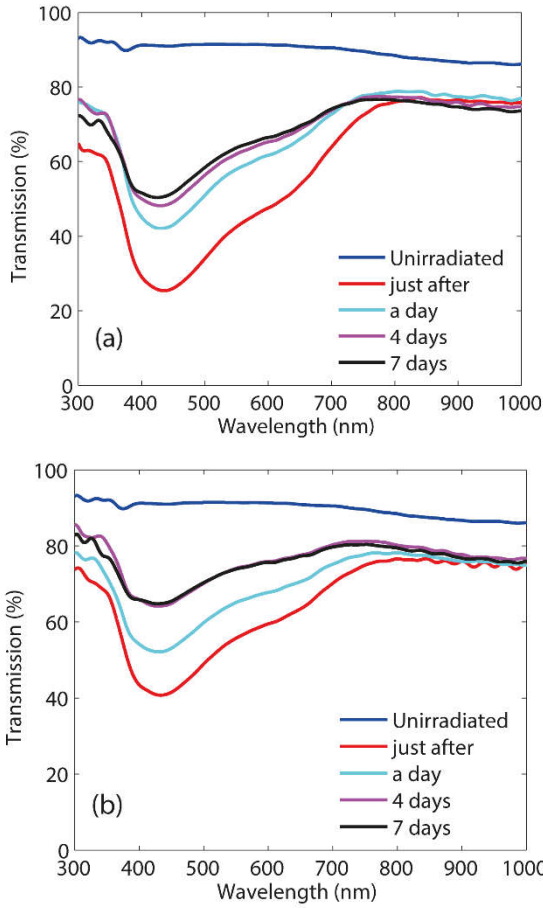 100
80
60
40
20
0
Transmission (%)
Unirradiated
just after
a day
4 days
7 days
(a)
300 400 500 600 700 800 900 1000
Wavelength (nm)
100
80
60
40
20
0
Transmission (%)
Unirradiated
just after
a day
4 days
7 days
(b)
300 400 500 600 700 800 900 1000
Wavelength (nm)